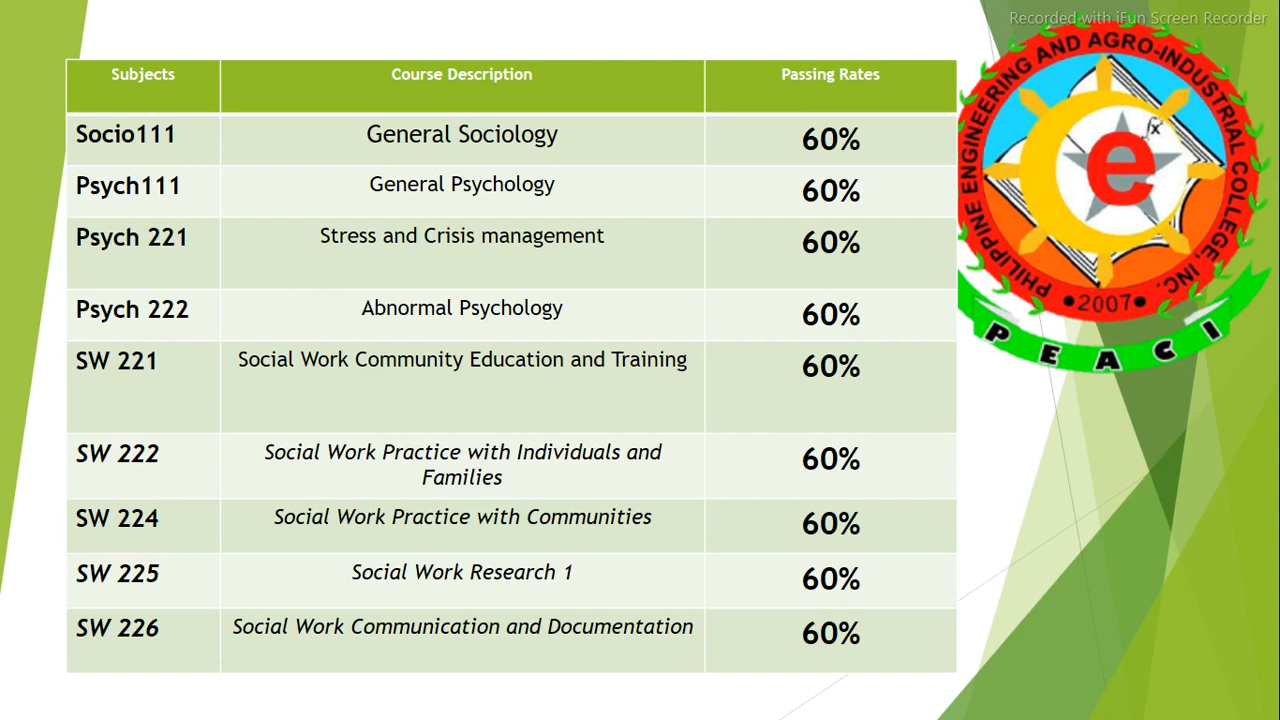 Recorded with iFun Screen Recorder
Subjects Course Description Passing Rates
Socio111 General Sociology 60%
Psych111 General Psychology 60%
Psych 221 Stress and Crisis management 60%
Psych 222 Abnormal Psychology 60%
SW 221 Social Work Community Education and Training 60%
SW 222 Social Work Practice with Individuals and 60%
Families
SW 224 Social Work Practice with Communities 60%
SW 225 Social Work Research 1 60%
SW 226 Social Work Communication and Documentation 60%
PHILIPPINE ENGINEERING AND AGRO-INDUSTRIAL COLLEGE, INC.
fx
e
2007
PEACI